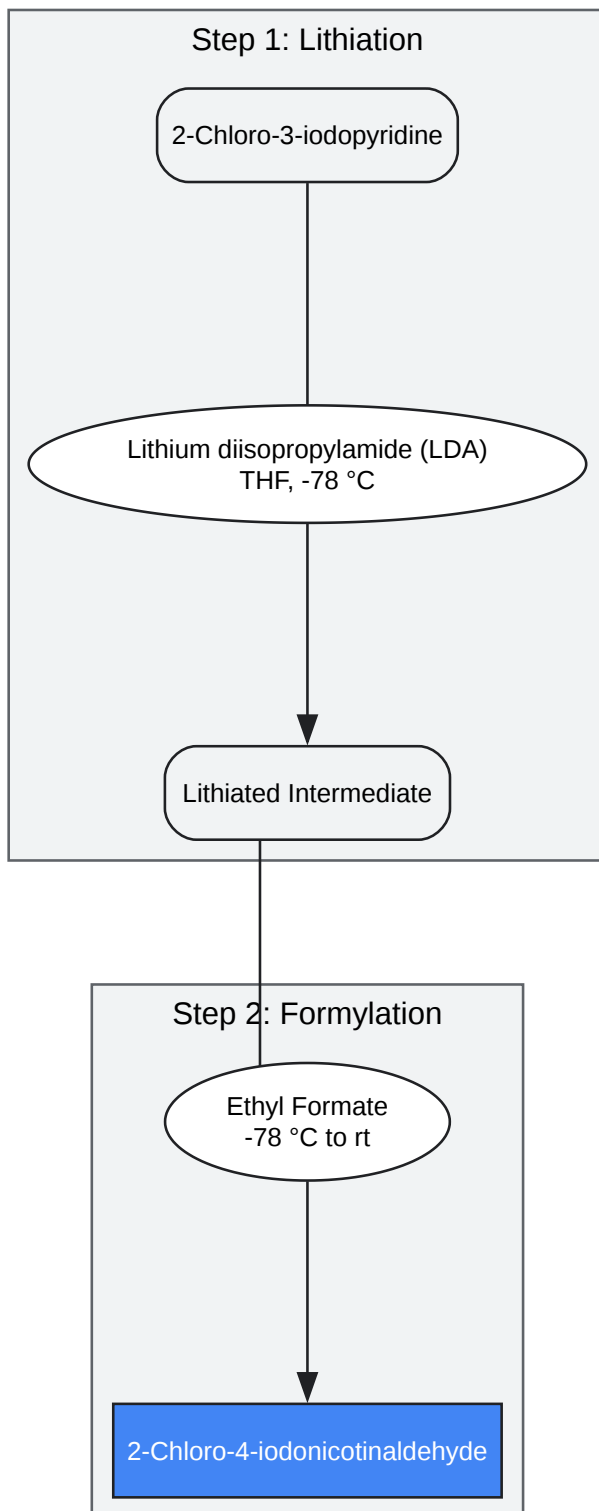 Step 1: Lithiation
2-Chloro-3-iodopyridine
Lithium diisopropylamide (LDA)
THF, -78 °C
Lithiated Intermediate
Step 2: Formylation
Ethyl Formate
-78 °C to rt
2-Chloro-4-iodonicotinaldehyde